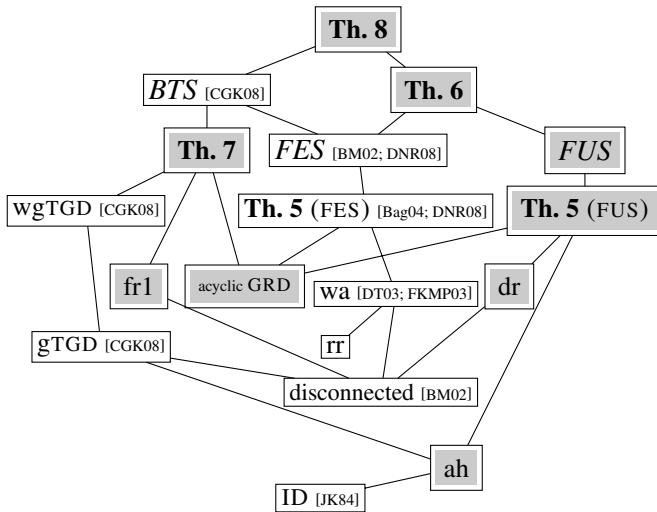 Th. 8
BTS [CGK08]
Th. 6
Th. 7
FES [BM02; DNR08]
FUS
wgTGD [CGK08]
Th. 5 (FES) [Bag04; DNR08]
Th. 5 (FUS)
fr1
acyclic GRD
wa [DT03; FKMP03]
dr
gTGD [CGK08]
rr
disconnected [BM02]
ah
ID [JK84]